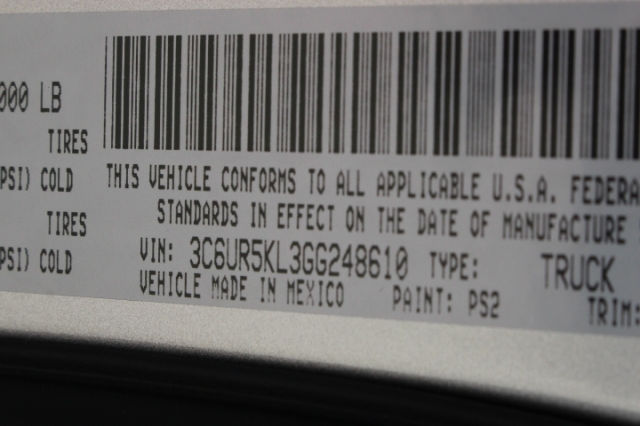 000 LB
TIRES
PSI) COLD
THIS VEHICLE CONFORMS TO ALL APPLICABLE U.S.A. FEDERA
STANDARDS IN EFFECT ON THE DATE OF MANUFACTURE
TIRES
PSI) COLD
VIN: 3C6UR5KL3GG248610 TYPE: TRUCK
VEHICLE MADE IN MEXICO PAINT: PS2 TRIM: